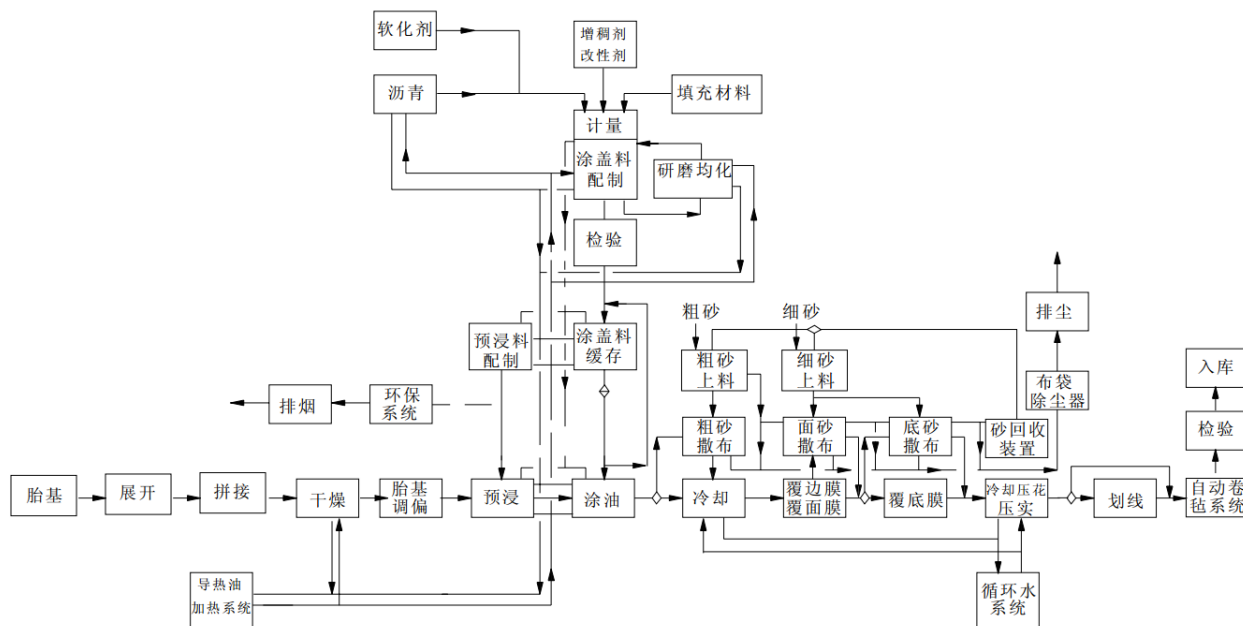 软化剂
增稠剂
改性剂
沥青
填充材料
计量
涂盖料
配制
研磨均化
检验
粗砂
细砂
排尘
预浸料
配制
涂盖料
缓存
粗砂
上料
细砂
上料
入库
排烟
环保
系统
布袋
除尘器
粗砂
撒布
面砂
撒布
底砂
撒布
砂回收
装置
检验
胎基
展开
拼接
干燥
胎基
调偏
预浸
涂油
冷却
覆边膜
覆面膜
覆底膜
冷却压花
压实
划线
自动卷
毡系统
导热油
加热系统
循环水
系统